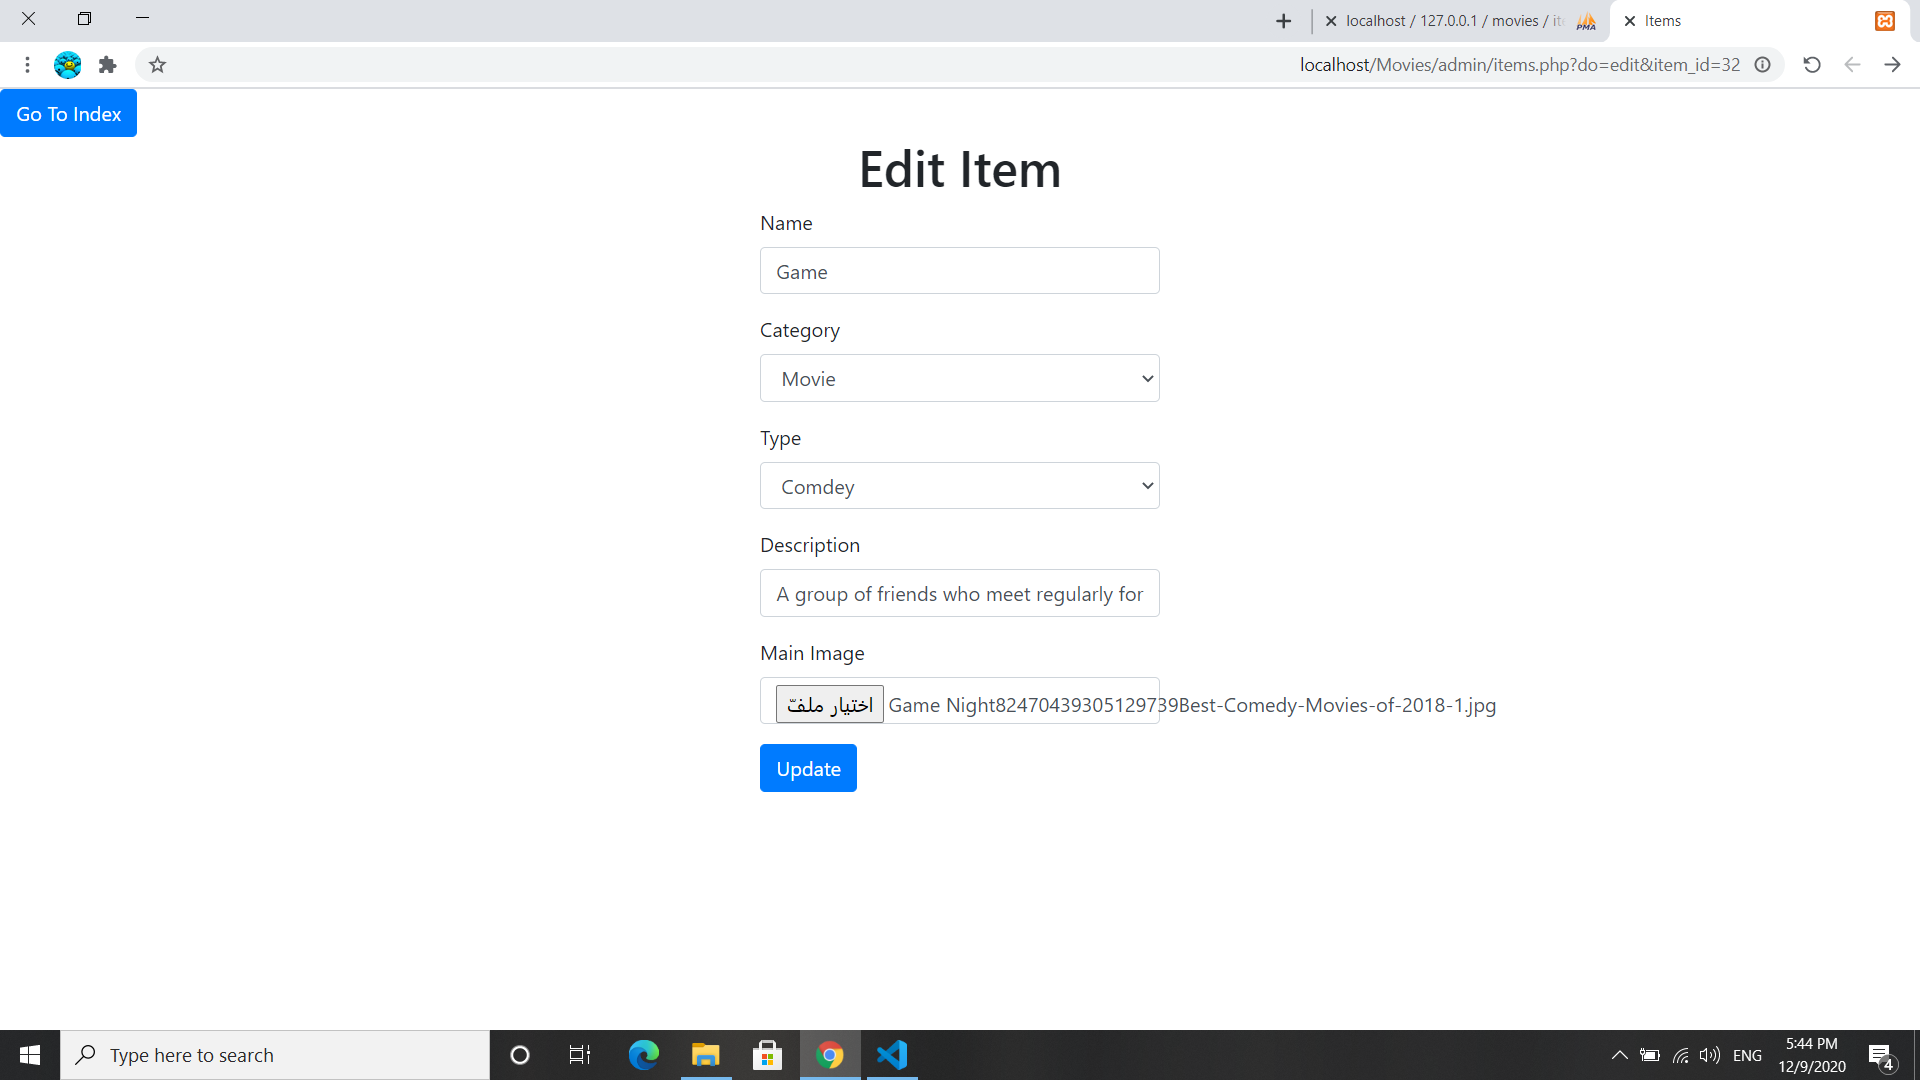 localhost / 127.0.0.1 / movies / ite
PMA
Items
localhost/Movies/admin/items.php?do=edit&item_id=32
Go To Index
Edit Item
Name
Game
Category
Movie
Type
Comdey
Description
A group of friends who meet regularly for
Main Image
اختيار ملفّ Game Night82470439305129739Best-Comedy-Movies-of-2018-1.jpg
Update
Type here to search
ENG
5:44 PM
12/9/2020
4